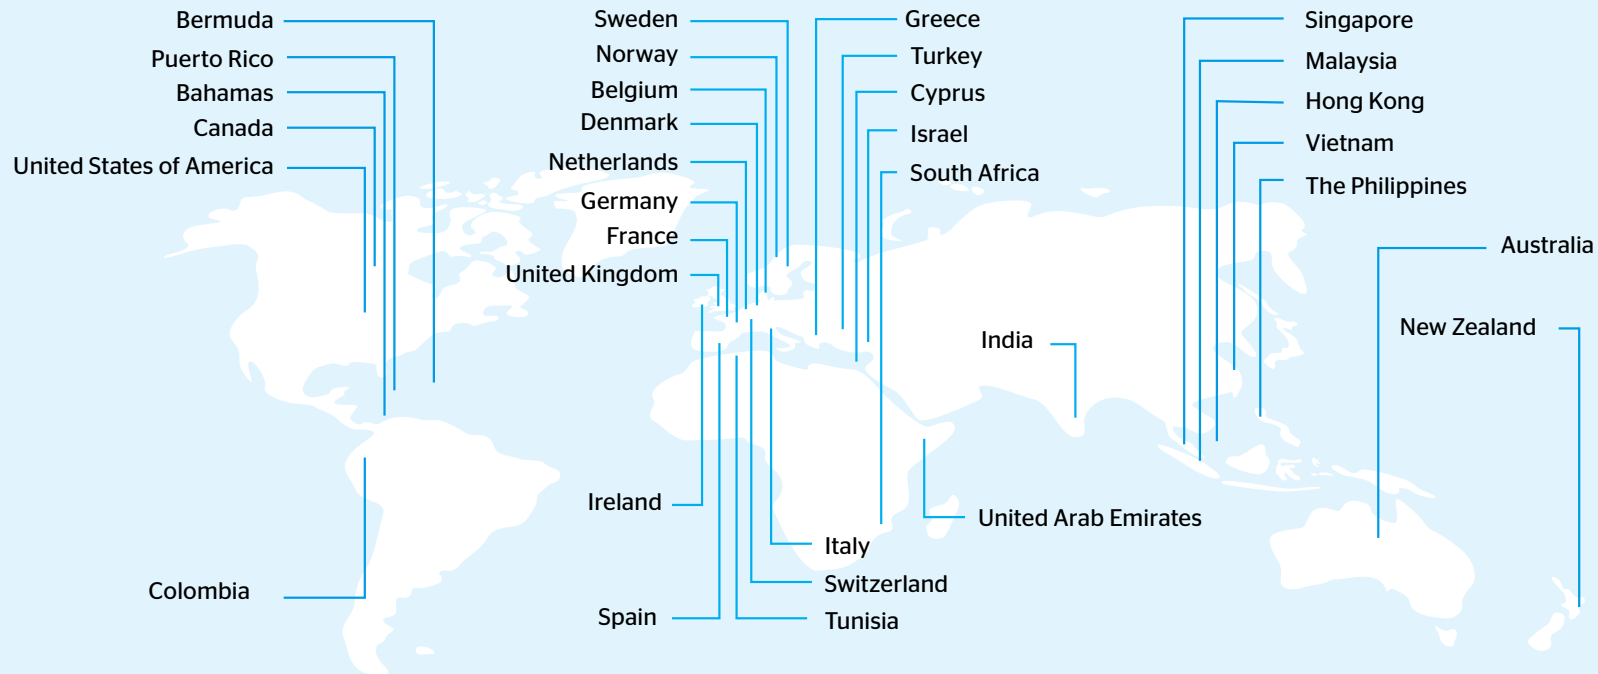 Bermuda
Puerto Rico
Bahamas
Canada
United States of America
Colombia
Sweden
Norway
Belgium
Denmark
Netherlands
Germany
France
United Kingdom
Ireland
Spain
Greece
Turkey
Cyprus
Israel
South Africa
India
United Arab Emirates
Italy
Switzerland
Tunisia
Singapore
Malaysia
Hong Kong
Vietnam
The Philippines
Australia
New Zealand